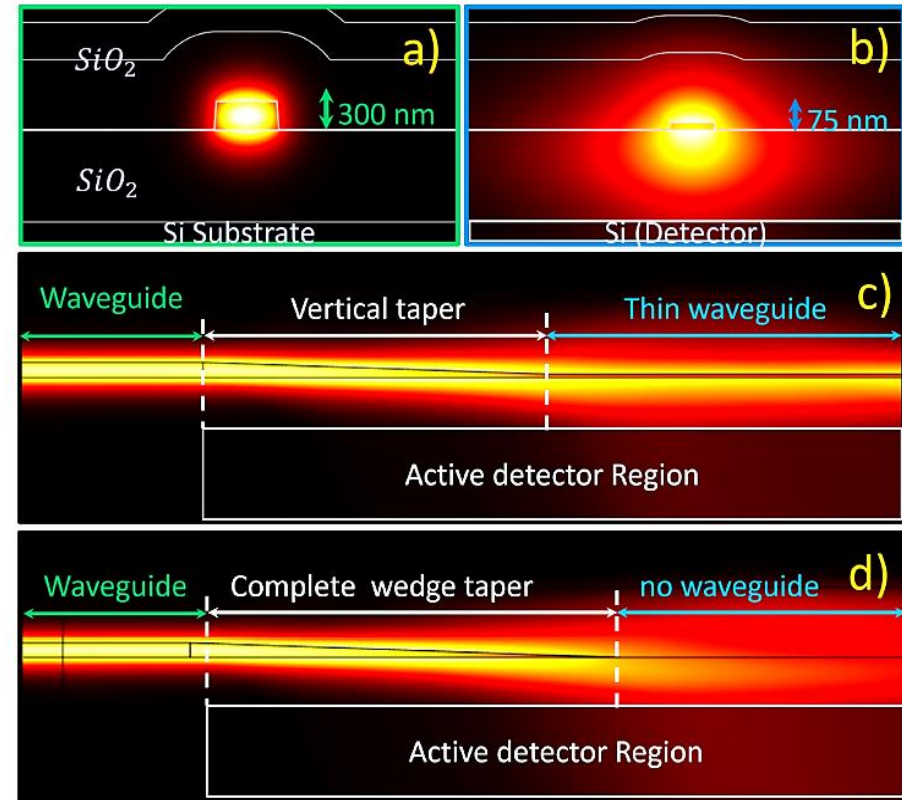 a)
SiO₂
300 nm
SiO₂
Si Substrate
b)
75 nm
Si (Detector)
c)
Waveguide
Vertical taper
Thin waveguide
Active detector Region
d)
Waveguide
Complete wedge taper
no waveguide
Active detector Region